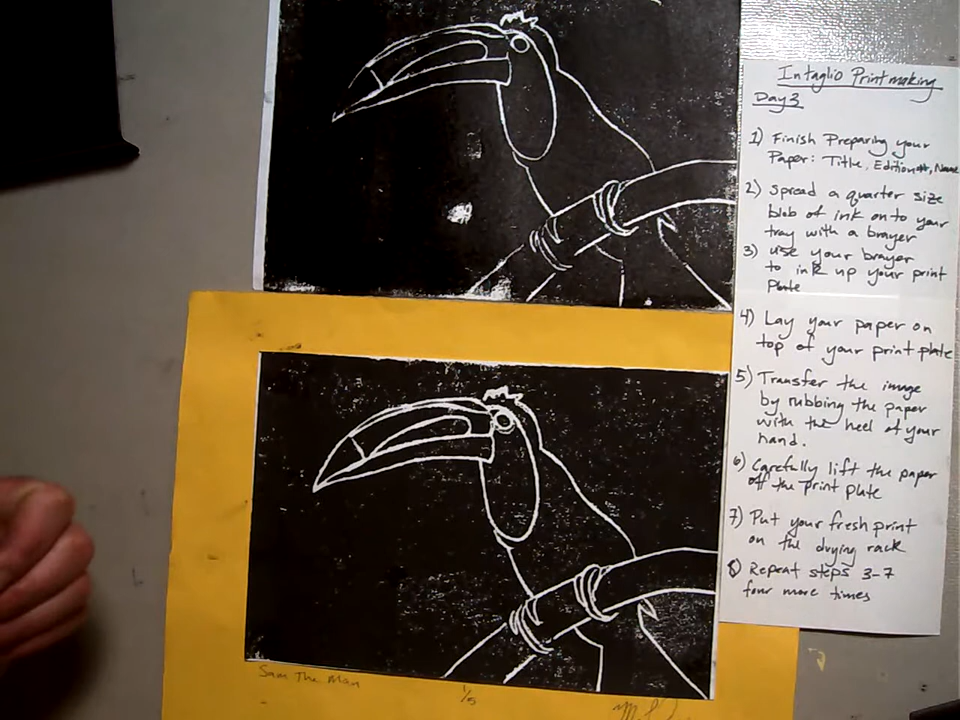 Intaglio Printmaking
Day 3
1) Finish Preparing your
Paper: Title, Edition#, Name
2) spread a quarter size
blob of ink on to your
tray with a brayer
3) use your brayer
to ink up your print
Plate
4) Lay your paper on
top of your print plate
5) Transfer the image
by rubbing the paper
with the heel of your
hand.
6) Carefully lift the paper
off the print plate
7) Put your fresh print
on the drying rack
8) Repeat steps 3-7
four more times
Sam The Man
1/5